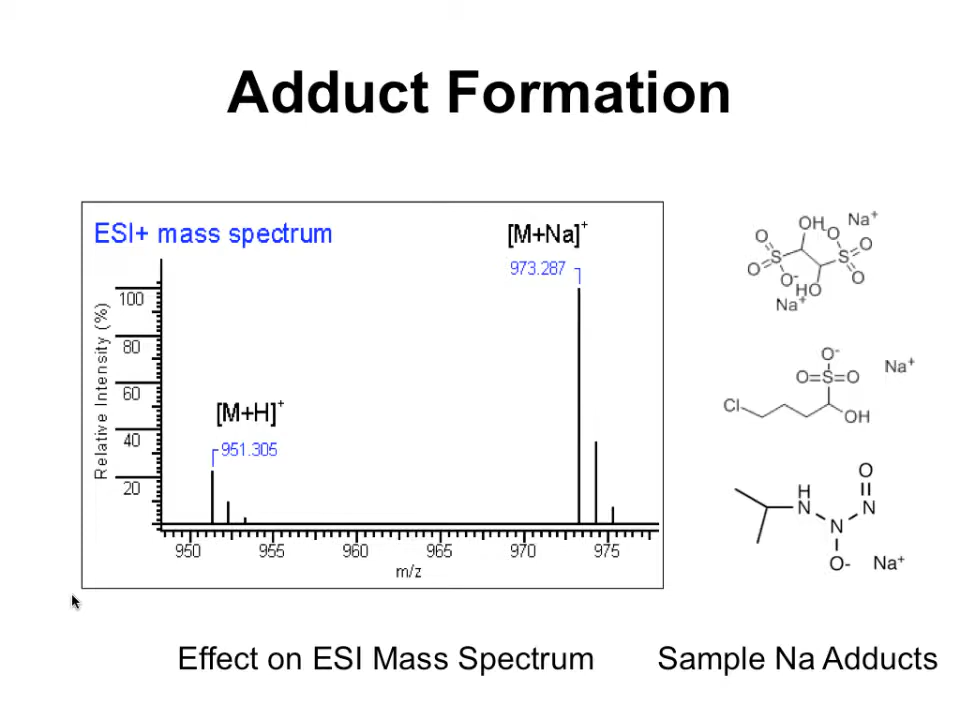 Adduct Formation
ESI+ mass spectrum
[M+Na]+
973.287
Relative Intensity (%)
100
80
60
40
20
[M+H]+
951.305
950 955 960 965 970 975
m/z
OH
Na+
O
O
O
S
S
O
O
O-
HO
O
Na+
O-
O=S=O
Na+
Cl
OH
O
H
N
N
N
O-
Na+
Effect on ESI Mass Spectrum
Sample Na Adducts